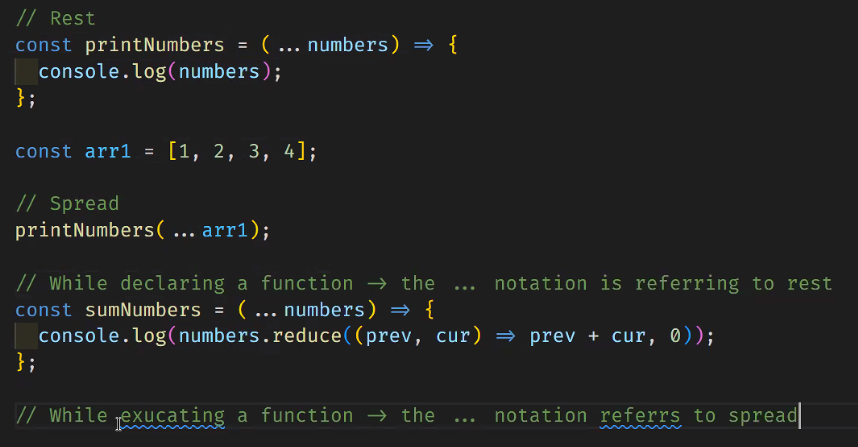 // Rest
const printNumbers = (...numbers) => {
console.log(numbers);
};
const arr1 = [1, 2, 3, 4];
// Spread
printNumbers(...arr1);
// While declaring a function -> the ... notation is referring to rest
const sumNumbers = (...numbers) => {
console.log(numbers.reduce((prev, cur) => prev + cur, 0));
};
// While exucating a function -> the ... notation referrs to spread